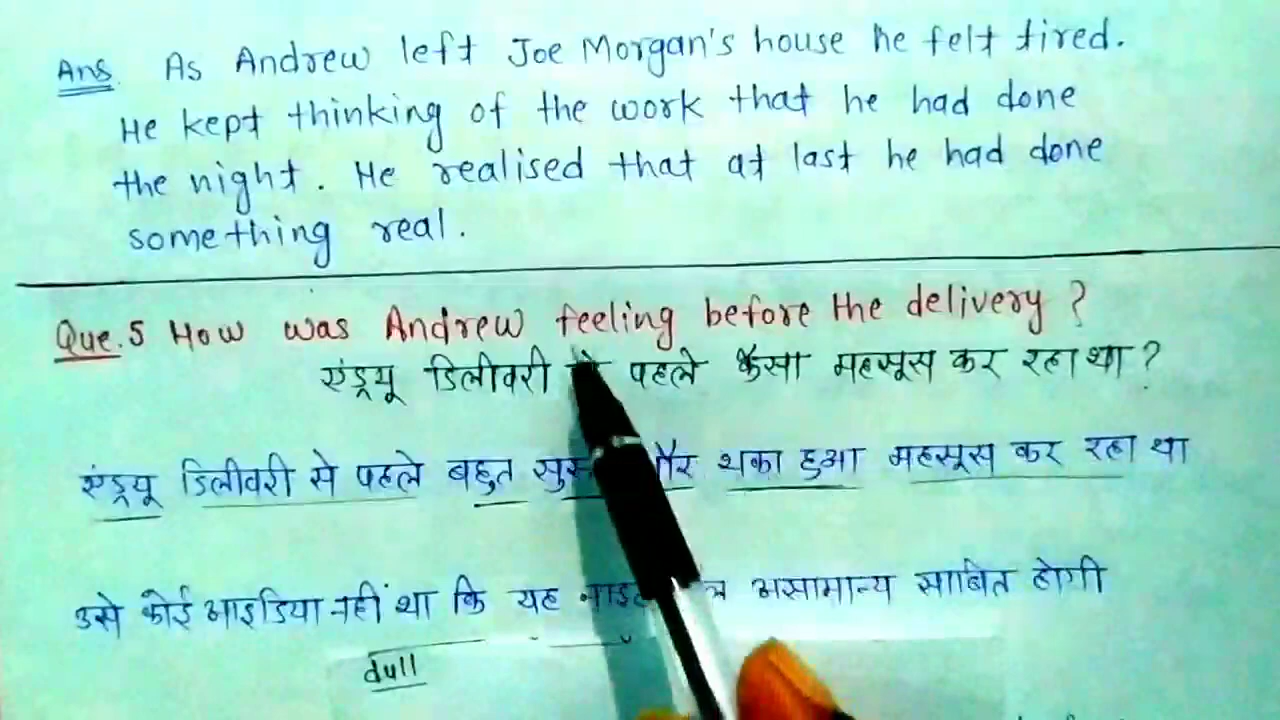 Ans. As Andrew left Joe Morgan's house he felt tired.
He kept thinking of the work that he had done
the night. He realised that at last he had done
something real.
Que.5 How was Andrew feeling before the delivery?
एंड्रयू डिलीवरी से पहले कैसा महसूस कर रहा था?
एंड्रयू डिलीवरी से पहले बहुत थका हुआ महसूस कर रहा था
उसे कोई आइडिया नहीं था कि यह असामान्य साबित होगी
dull